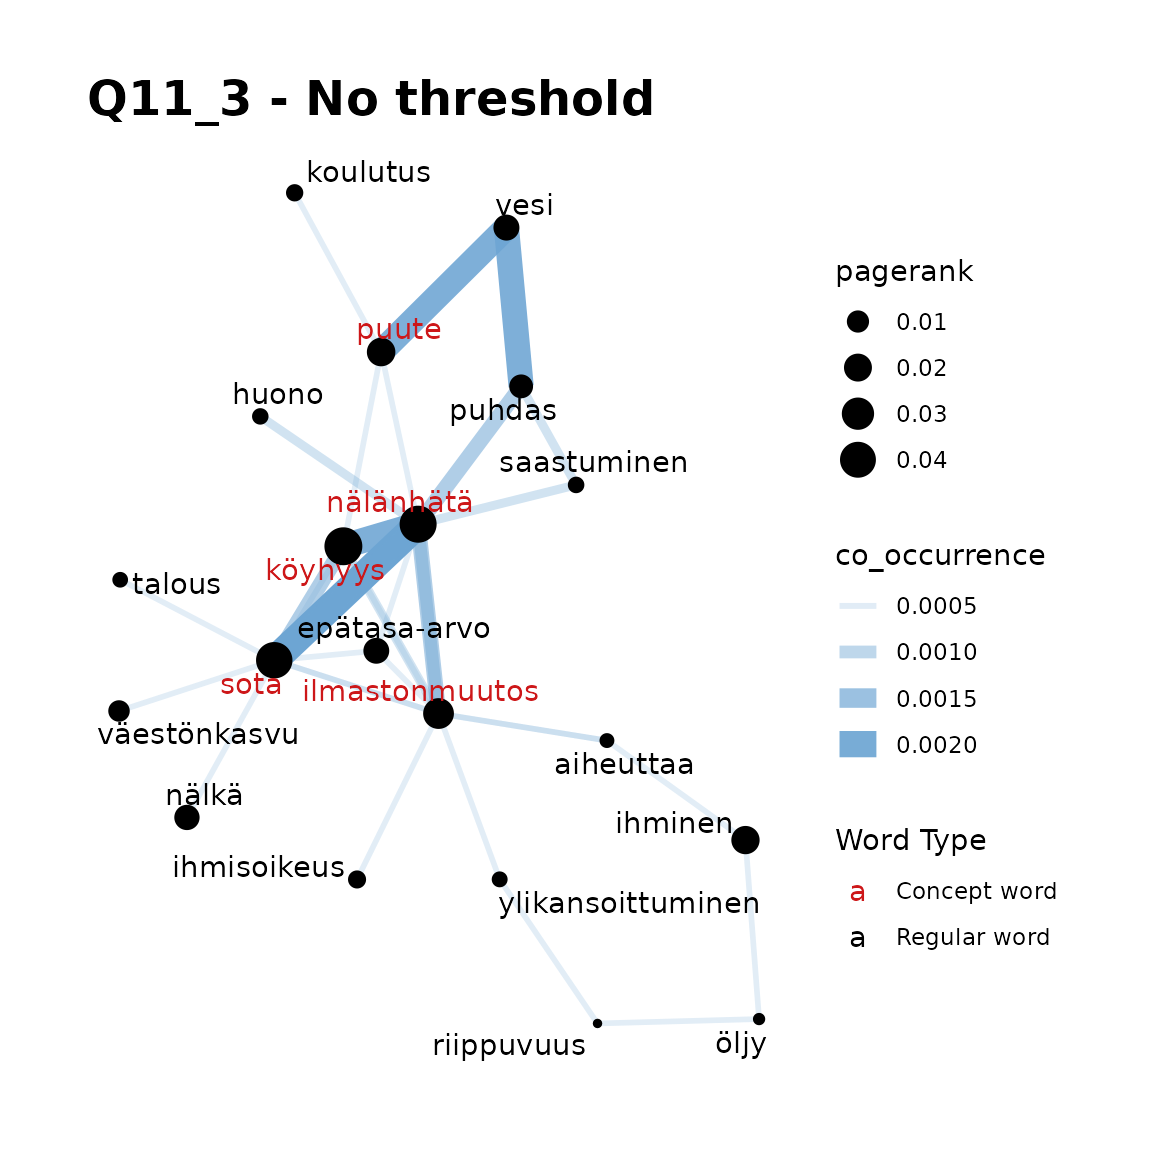 Q11_3 - No threshold
koulutus
vesi
puute
huono
puhdas
saastuminen
nälänhätä
köyhyys
talous
epätasa-arvo
sota
ilmastonmuutos
väestönkasvu
aiheuttaa
nälkä
ihminen
ihmisoikeus
ylikansoittuminen
riippuvuus
öljy
pagerank
0.01
0.02
0.03
0.04
co_occurrence
0.0005
0.0010
0.0015
0.0020
Word Type
a Concept word
a Regular word